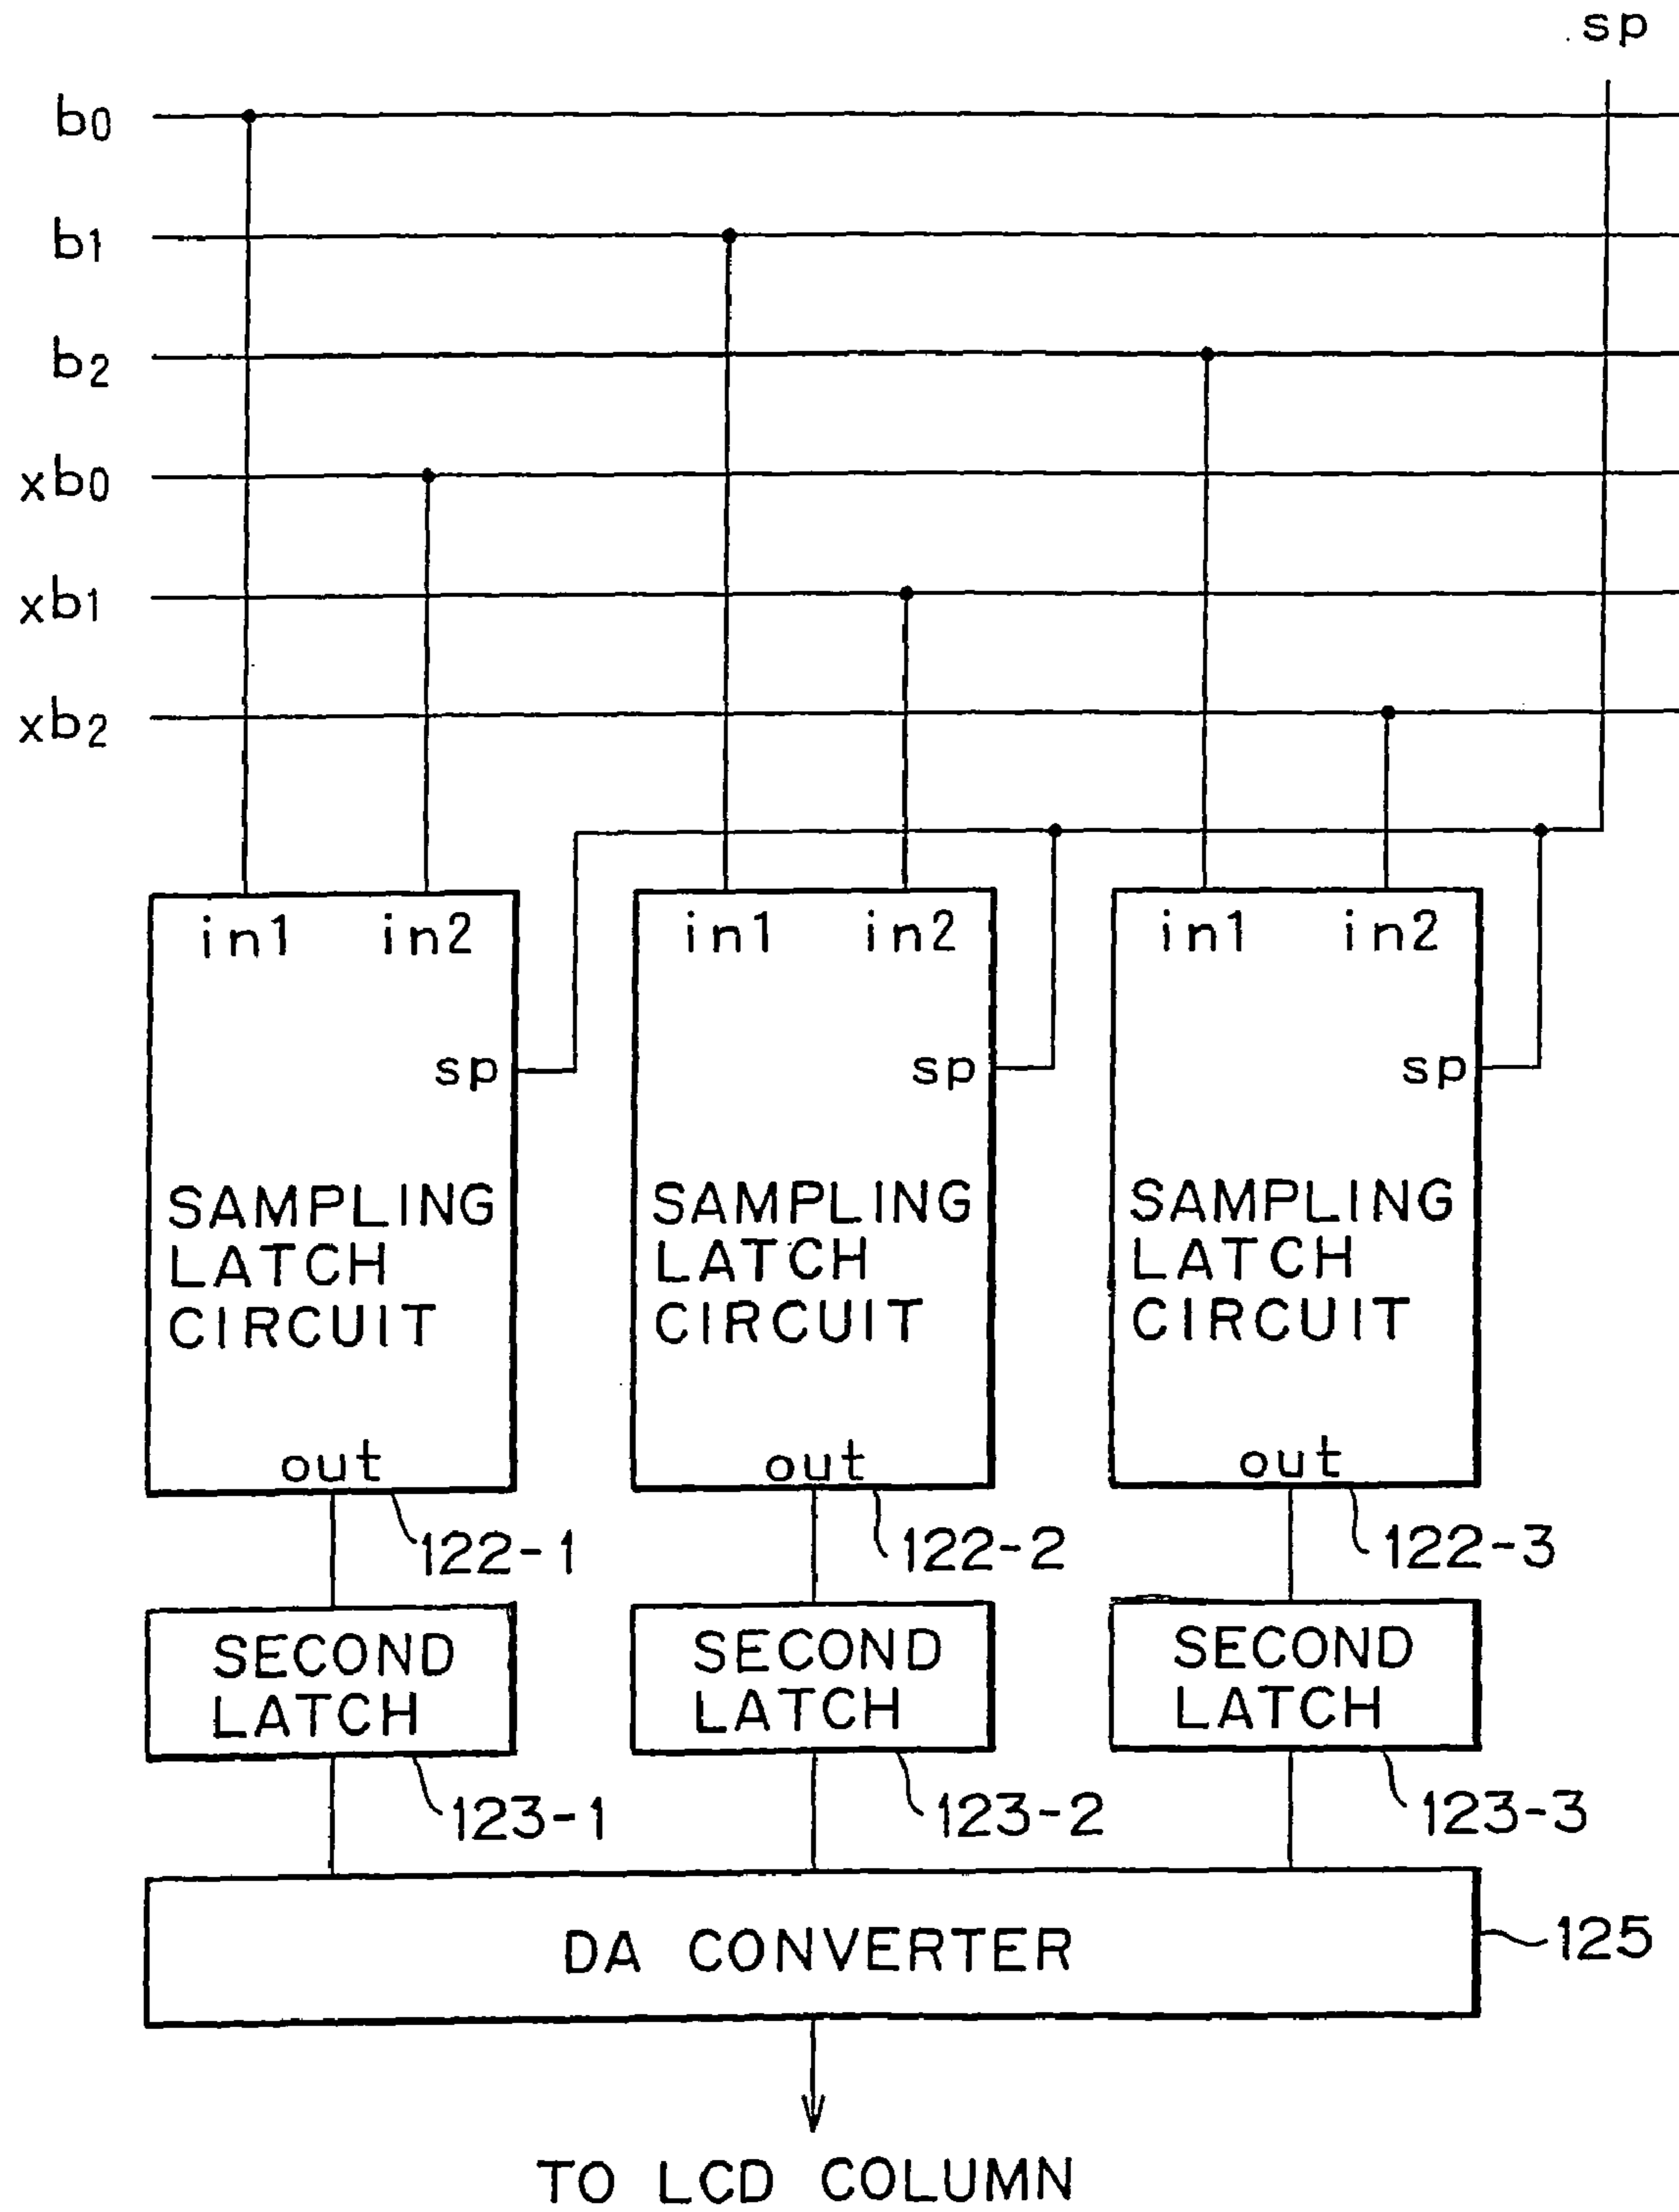 sp
b0
b1
b2
xb0
xb1
xb2
in1 in2 in1 in2 in1 in2
sp sp sp
SAMPLING SAMPLING SAMPLING
LATCH LATCH LATCH
CIRCUIT CIRCUIT CIRCUIT
out out out
122-1 122-2 122-3
SECOND SECOND SECOND
LATCH LATCH LATCH
123-1 123-2 123-3
DA CONVERTER 125
TO LCD COLUMN